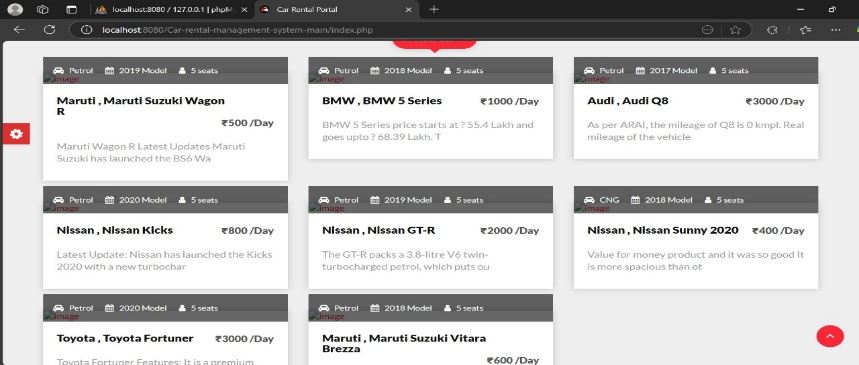 localhost:8080 / 127.0.0.1 | phpM
Car Rental Portal
localhost:8080/Car-rental-management-system-main/index.php
Petrol 2019 Model 5 seats
image
Maruti , Maruti Suzuki Wagon
R
₹500 /Day
Maruti Wagon R Latest Updates Maruti
Suzuki has launched the BS6 Wa
Petrol 2018 Model 5 seats
image
BMW , BMW 5 Series ₹1000 /Day
BMW 5 Series price starts at ? 55.4 Lakh and
goes upto ? 68.39 Lakh. T
Petrol 2017 Model 5 seats
image
Audi , Audi Q8 ₹3000 /Day
As per ARAI, the mileage of Q8 is 0 kmpl. Real
mileage of the vehicle
Petrol 2020 Model 5 seats
image
Nissan , Nissan Kicks ₹800 /Day
Latest Update: Nissan has launched the Kicks
2020 with a new turbochar
Petrol 2019 Model 5 seats
image
Nissan , Nissan GT-R ₹2000 /Day
The GT-R packs a 3.8-litre V6 twin-
turbocharged petrol, which puts ou
CNG 2018 Model 5 seats
image
Nissan , Nissan Sunny 2020 ₹400 /Day
Value for money product and it was so good It
is more spacious than ot
Petrol 2020 Model 5 seats
image
Toyota , Toyota Fortuner ₹3000 /Day
Toyota Fortuner Features: It is a premium
Petrol 2018 Model 5 seats
image
Maruti , Maruti Suzuki Vitara
Brezza
₹600 /Day